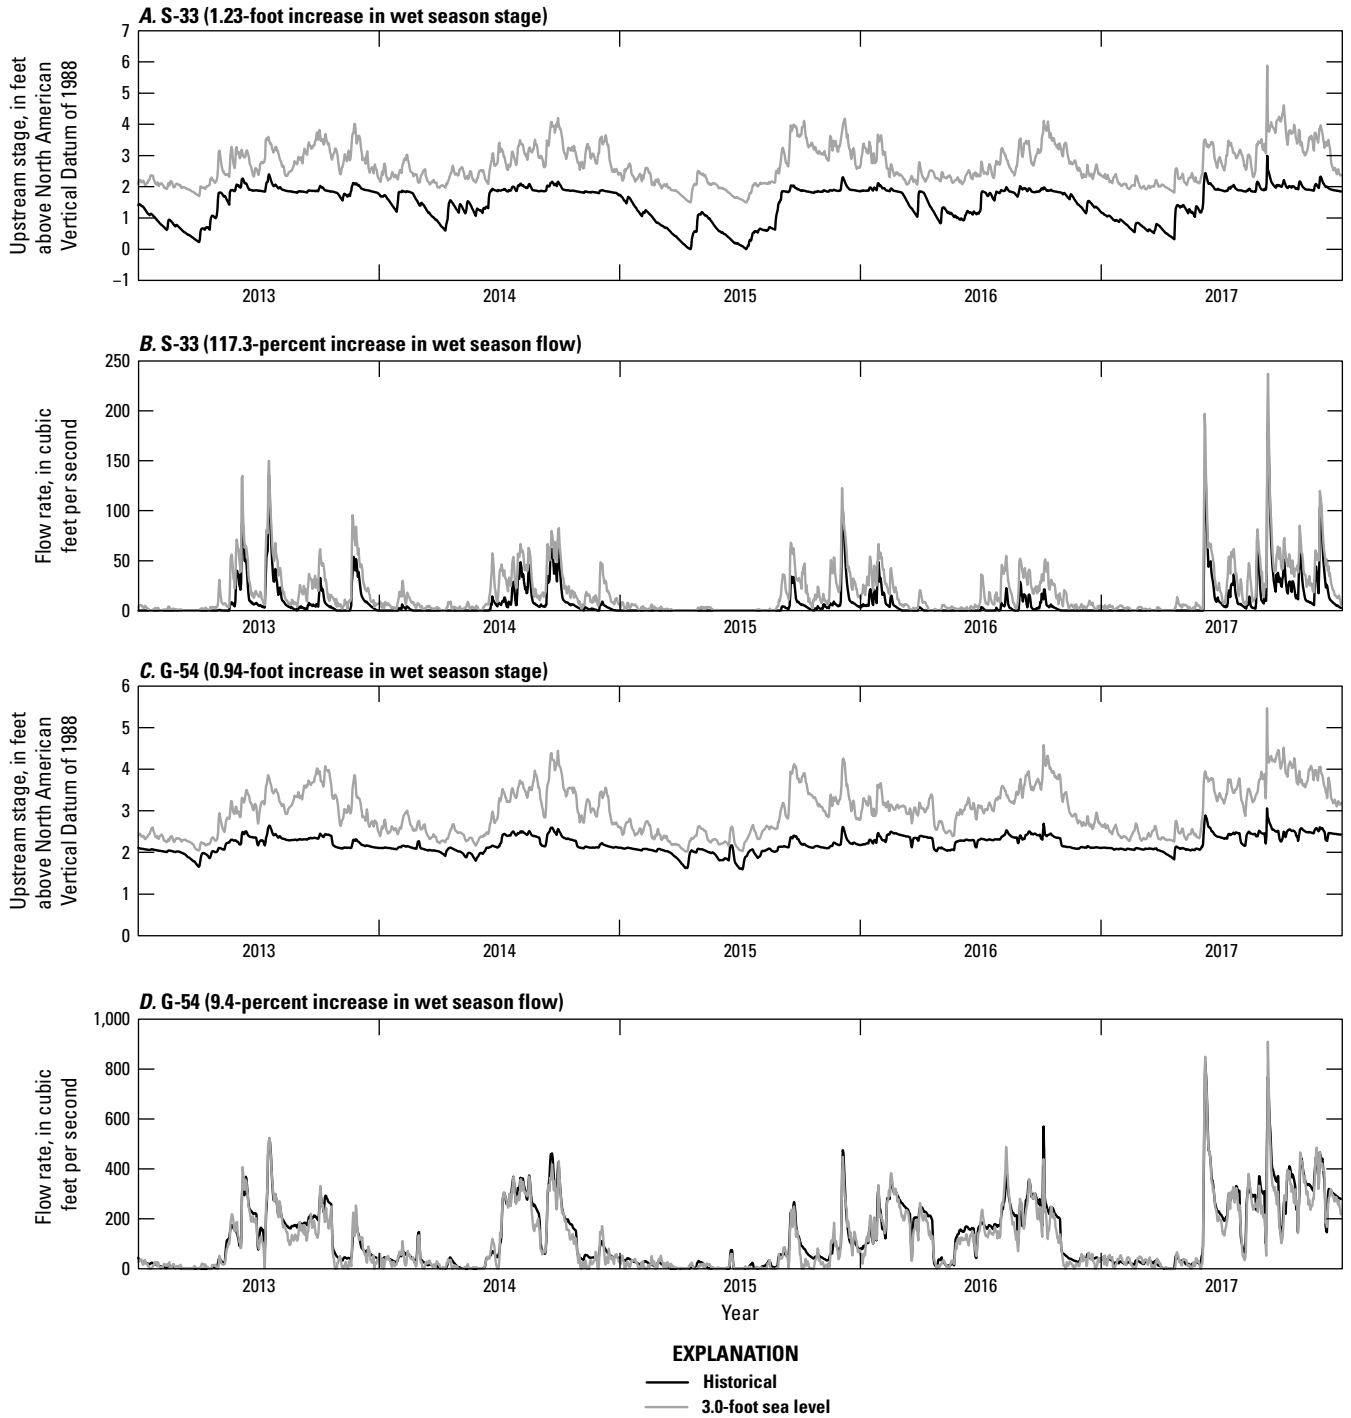 A. S-33 (1.23-foot increase in wet season stage)
Upstream stage, in feet
above North American
Vertical Datum of 1988
7
6
5
4
3
2
1
0
–1
2013 2014 2015 2016 2017
B. S-33 (117.3-percent increase in wet season flow)
Flow rate, in cubic
feet per second
250
200
150
100
50
0
2013 2014 2015 2016 2017
C. G-54 (0.94-foot increase in wet season stage)
Upstream stage, in feet
above North American
Vertical Datum of 1988
6
5
4
3
2
1
0
2013 2014 2015 2016 2017
D. G-54 (9.4-percent increase in wet season flow)
Flow rate, in cubic
feet per second
1,000
800
600
400
200
0
2013 2014 2015 2016 2017
Year
EXPLANATION
Historical
3.0-foot sea level